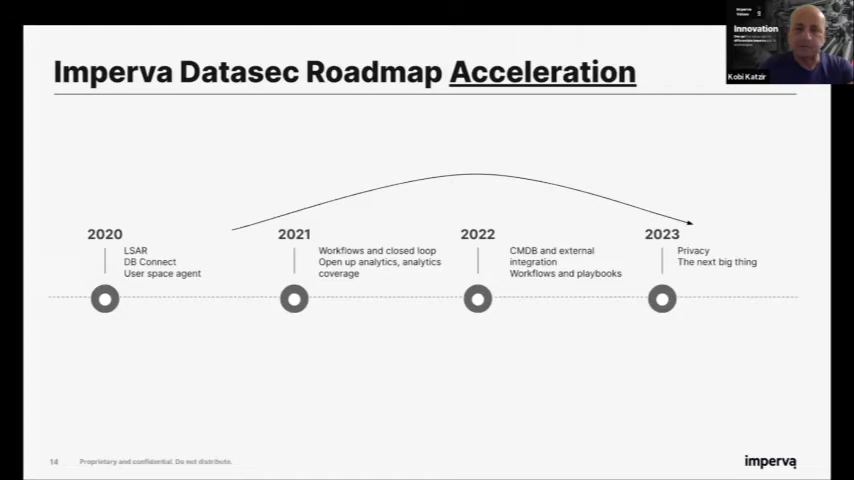 Imperva Datasec Roadmap Acceleration
Imperva
Values
Innovation
Kobi Katzir
2020
LSAR
DB Connect
User space agent
2021
Workflows and closed loop
Open up analytics, analytics
coverage
2022
CMDB and external
integration
Workflows and playbooks
2023
Privacy
The next big thing
14
Proprietary and confidential. Do not distribute.
imperva